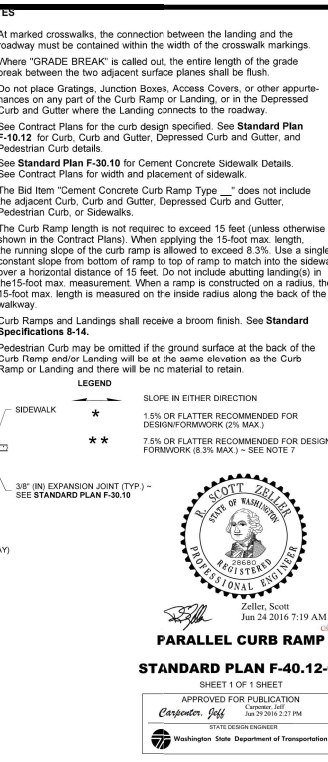 TES
At marked crosswalks, the connection between the landing and the
roadway must be contained within the width of the crosswalk markings.
Where "GRADE BREAK" is called out, the entire length of the grade
break between the two adjacent surface planes shall be flush.
Do not place Gratings, Junction Boxes, Access Covers, or other appurte-
nances on any part of the Curb Ramp or Landing, or in the Depressed
Curb and Gutter where the Landing connects to the roadway.
See Contract Plans for the curb design specified. See Standard Plan
F-10.12 for Curb, Curb and Gutter, Depressed Curb and Gutter, and
Pedestrian Curb details.
See Standard Plan F-30.10 for Cement Concrete Sidewalk Details.
See Contract Plans for width and placement of sidewalk.
The Bid Item "Cement Concrete Curb Ramp Type __" does not include
the adjacent Curb, Curb and Gutter, Depressed Curb and Gutter,
Pedestrian Curb, or Sidewalks.
The Curb Ramp length is not required to exceed 15 feet (unless otherwise
shown in the Contract Plans). When applying the 15-foot max. length,
the running slope of the curb ramp is allowed to exceed 8.3%. Use a single
constant slope from bottom of ramp to top of ramp to match into the sidewa
over a horizontal distance of 15 feet. Do not include abutting landing(s) in
the15-foot max. measurement. When a ramp is constructed on a radius, the
15-foot max. length is measured on the inside radius along the back of the
walkway.
Curb Ramps and Landings shall receive a broom finish. See Standard
Specifications 8-14.
Pedestrian Curb may be omitted if the ground surface at the back of the
Curb Ramp and/or Landing will be at the same elevation as the Curb
Ramp or Landing and there will be no material to retain.
LEGEND
SLOPE IN EITHER DIRECTION
SIDEWALK
* 1.5% OR FLATTER RECOMMENDED FOR
DESIGN/FORMWORK (2% MAX.)
** 7.5% OR FLATTER RECOMMENDED FOR DESIGN
FORMWORK (8.3% MAX.) ~ SEE NOTE 7
3/8" (IN) EXPANSION JOINT (TYP.) ~
SEE STANDARD PLAN F-30.10
AY)
R. SCOTT ZELLER
STATE OF WASHINGTON
28680
REGISTERED
PROFESSIONAL ENGINEER
Zeller, Scott
Jun 24 2016 7:19 AM
PARALLEL CURB RAMP
STANDARD PLAN F-40.12-
SHEET 1 OF 1 SHEET
APPROVED FOR PUBLICATION
Carpenter, Jeff
Carpenter, Jeff
Jun 29 2016 2:27 PM
STATE DESIGN ENGINEER
Washington State Department of Transportation